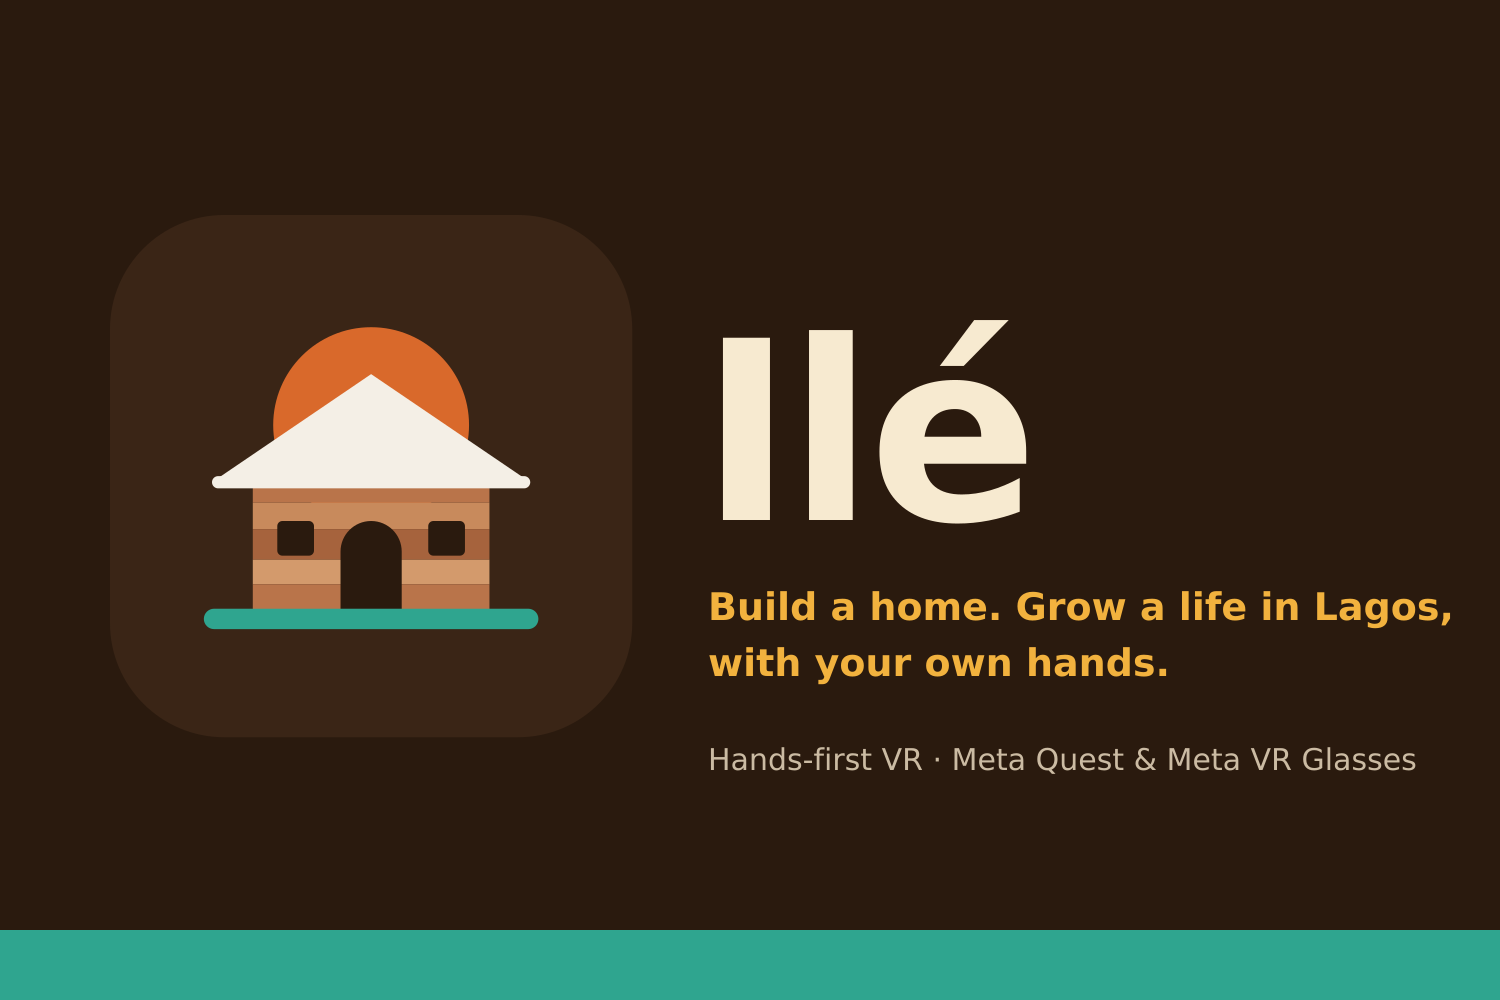 Ilé
Build a home. Grow a life in Lagos,
with your own hands.
Hands-first VR · Meta Quest & Meta VR Glasses